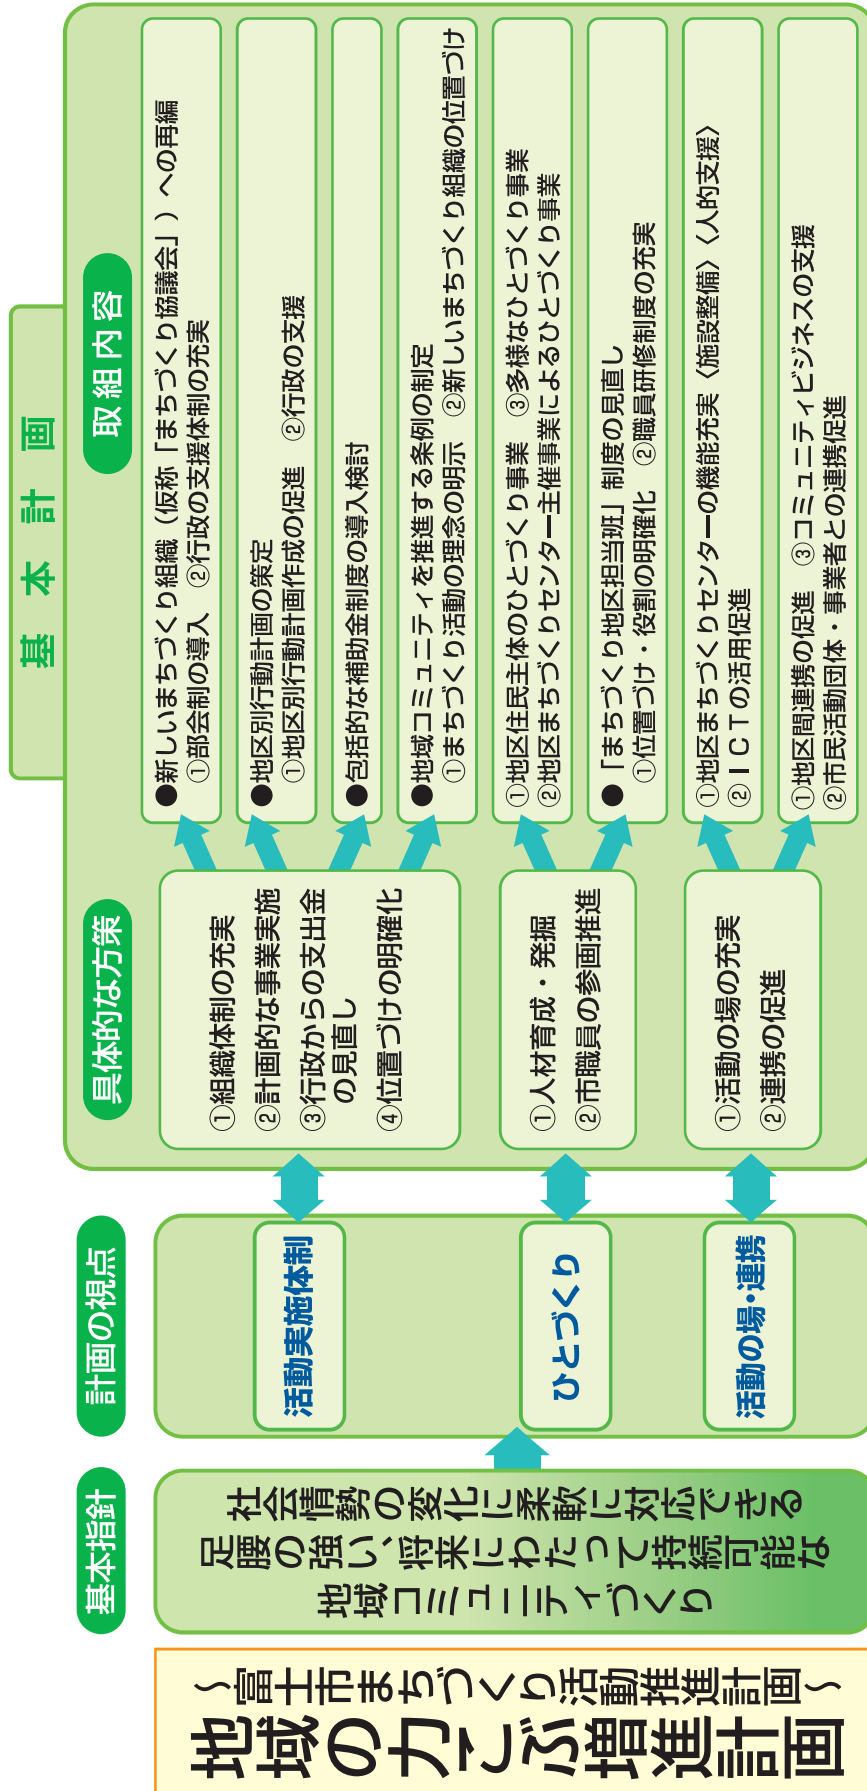 ～富士市まちづくり活動推進計画～
地域の力こぶ増進計画
基本指針
社会情勢の変化に柔軟に対応できる
足腰の強い、将来にわたって持続可能な
地域コミュニティづくり
計画の視点
活動実施体制
ひとづくり
活動の場・連携
基本計画
具体的な方策
①組織体制の充実
②計画的な事業実施
③行政からの支出金
の見直し
④位置づけの明確化
①人材育成・発掘
②市職員の参画推進
①活動の場の充実
②連携の促進
取組内容
●新しいまちづくり組織（仮称「まちづくり協議会」）への再編
①部会制の導入　②行政の支援体制の充実
●地区別行動計画の策定
①地区別行動計画作成の促進　②行政の支援
●包括的な補助金制度の導入検討
●地域コミュニティを推進する条例の制定
①まちづくり活動の理念の明示　②新しいまちづくり組織の位置づけ
①地区住民主体のひとづくり事業　③多様なひとづくり事業
②地区まちづくりセンター主催事業によるひとづくり事業
●「まちづくり地区担当班」制度の見直し
①位置づけ・役割の明確化　②職員研修制度の充実
①地区まちづくりセンターの機能充実〈施設整備〉〈人的支援〉
②ＩＣＴの活用促進
①地区間連携の促進　③コミュニティビジネスの支援
②市民活動団体・事業者との連携促進